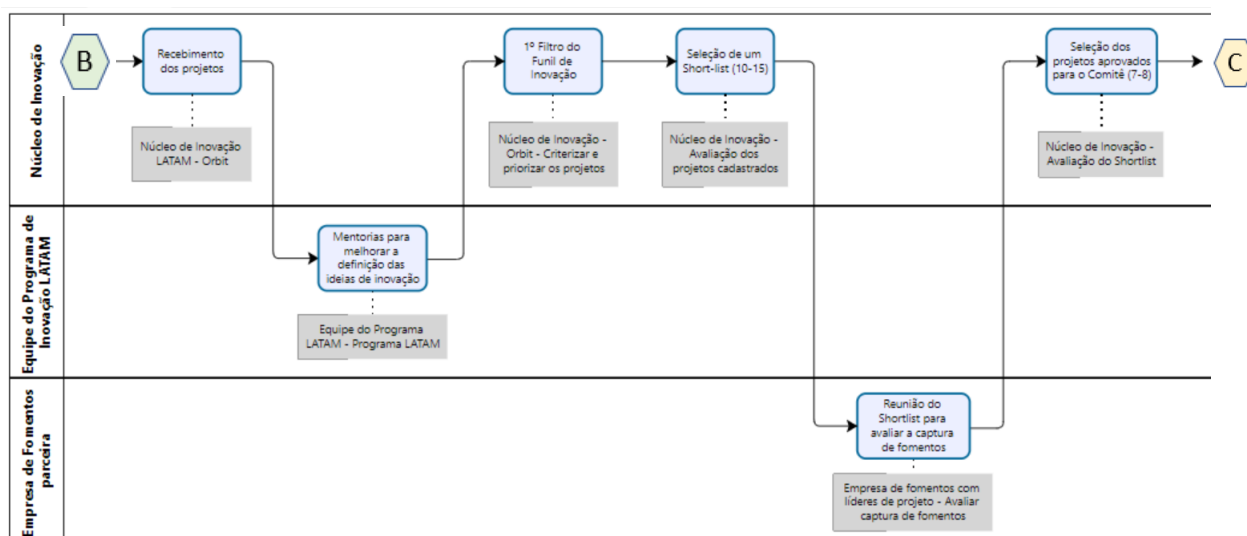 Núcleo de Inovação
B
Recebimento
dos projetos
Núcleo de Inovação
LATAM - Orbit
1º Filtro do
Funil de
Inovação
Núcleo de Inovação -
Orbit - Criterizar e
priorizar os projetos
Seleção de um
Short-list (10-15)
Núcleo de Inovação -
Avaliação dos
projetos cadastrados
Seleção dos
projetos aprovados
para o Comitê (7-8)
Núcleo de Inovação -
Avaliação do Shortlist
C
Equipe do Programa de
Inovação LATAM
Mentorias para
melhorar a
definição das
ideias de inovação
Equipe do Programa
LATAM - Programa LATAM
Empresa de Fomentos
parceira
Reunião do
Shortlist para
avaliar a captura
de fomentos
Empresa de fomentos com
líderes de projeto - Avaliar
captura de fomentos